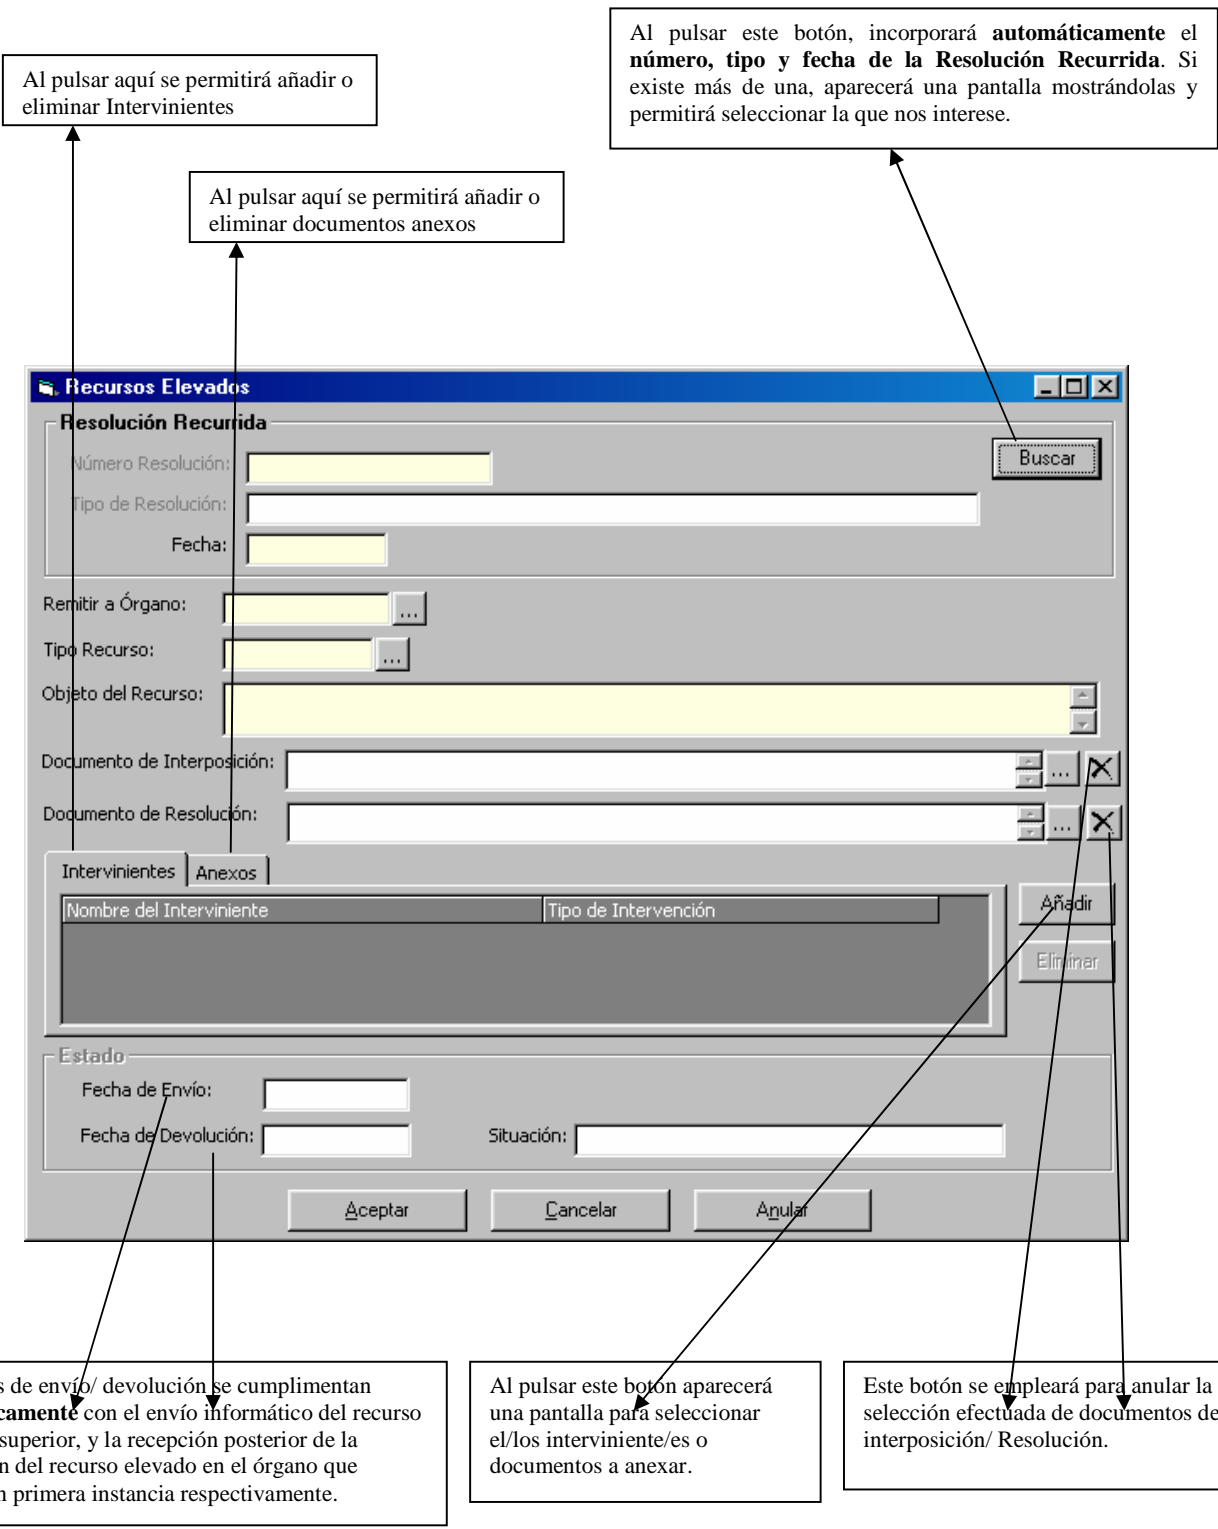 Al pulsar este botón, incorporará automáticamente el
número, tipo y fecha de la Resolución Recurrida. Si
existe más de una, aparecerá una pantalla mostrándolas y
permitirá seleccionar la que nos interese.
Al pulsar aquí se permitirá añadir o
eliminar Intervinientes
Al pulsar aquí se permitirá añadir o
eliminar documentos anexos
Recursos Elevados
Resolución Recurrida
Número Resolución:
Buscar
Tipo de Resolución:
Fecha:
Remitir a Órgano:
...
Tipo Recurso:
...
Objeto del Recurso:
Documento de Interposición:
...
Documento de Resolución:
...
Intervinientes
Anexos
Nombre del Interviniente
Tipo de Intervención
Añadir
Eliminar
Estado
Fecha de Envío:
Fecha de Devolución:
Situación:
Aceptar
Cancelar
Anular
s de envío/ devolución se cumplimentan
camente con el envío informático del recurso
superior, y la recepción posterior de la
n del recurso elevado en el órgano que
n primera instancia respectivamente.
Al pulsar este botón aparecerá
una pantalla para seleccionar
el/los interviniente/es o
documentos a anexar.
Este botón se empleará para anular la
selección efectuada de documentos de
interposición/ Resolución.